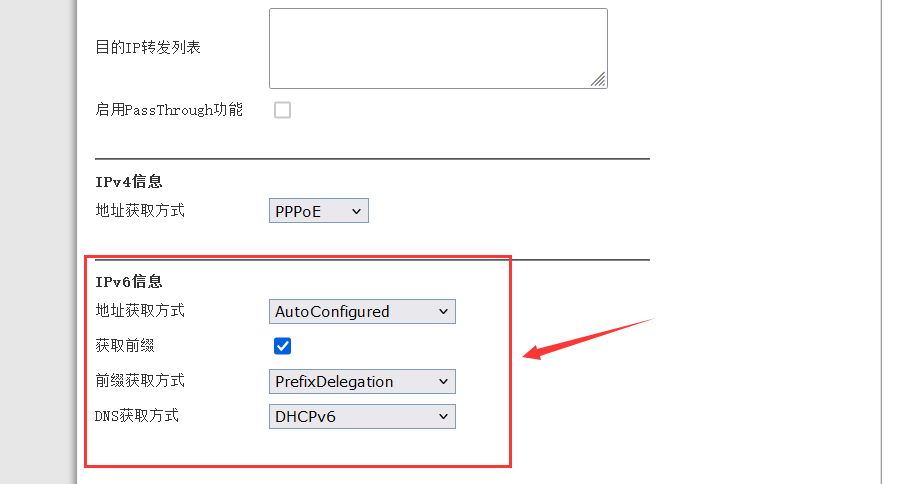 目的IP转发列表
启用PassThrough功能
IPv4信息
地址获取方式 PPPoE
IPv6信息
地址获取方式 AutoConfigured
获取前缀
前缀获取方式 PrefixDelegation
DNS获取方式 DHCPv6